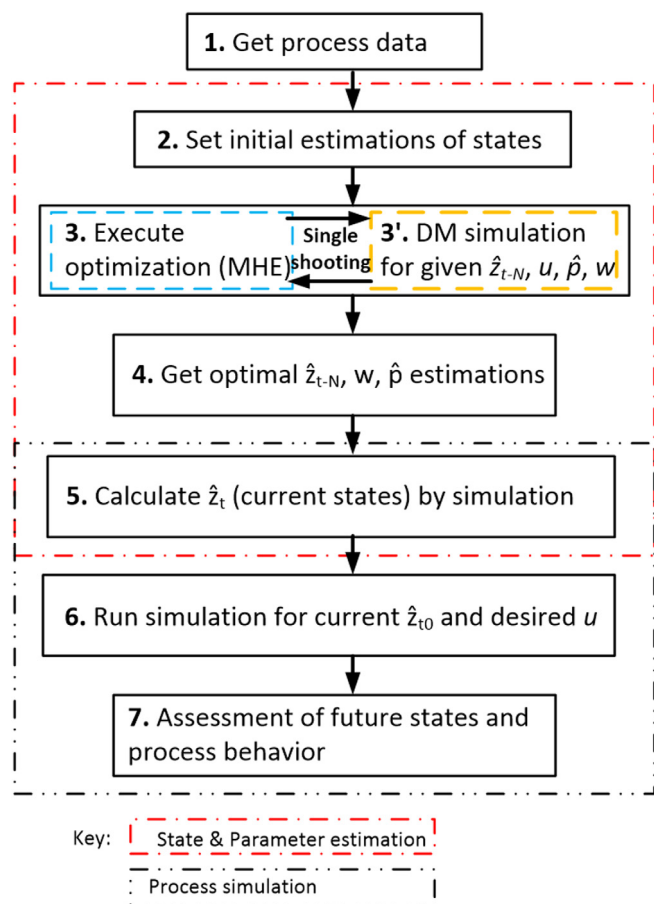 1. Get process data
2. Set initial estimations of states
3. Execute
optimization (MHE)
Single
shooting
3'. DM simulation
for given ẑt-N, u, p̂, w
4. Get optimal ẑt-N, w, p̂ estimations
5. Calculate ẑt (current states) by simulation
6. Run simulation for current ẑt0 and desired u
7. Assessment of future states and
process behavior
Key:
State & Parameter estimation
Process simulation